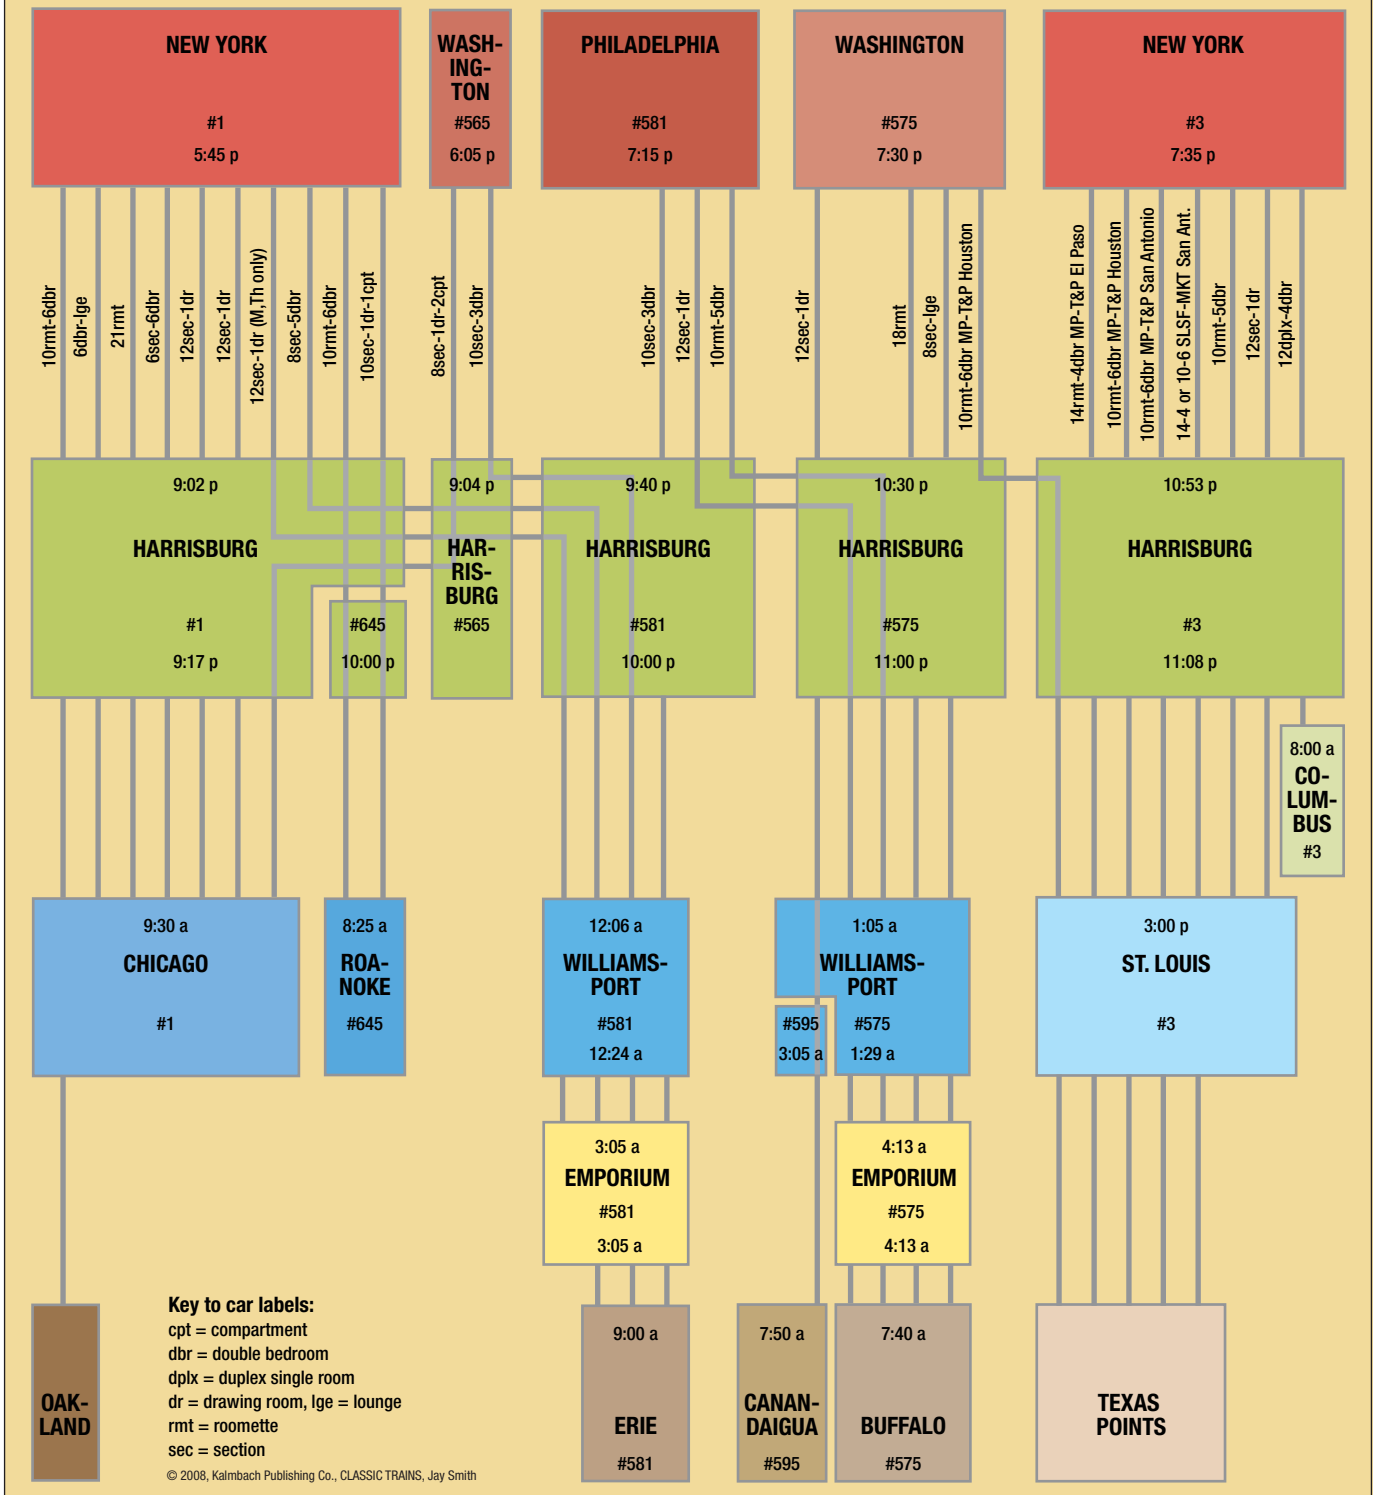 NEW YORK
#1
5:45 p
WASH-
ING-
TON
#565
6:05 p
PHILADELPHIA
#581
7:15 p
WASHINGTON
#575
7:30 p
NEW YORK
#3
7:35 p
10rmt-6dbr
6dbr-lge
21rmt
6sec-6dbr
12sec-1dr
12sec-1dr
12sec-1dr (M,Th only)
8sec-5dbr
10rmt-6dbr
10sec-1dr-1cpt
8sec-1dr-2cpt
10sec-3dbr
10sec-3dbr
12sec-1dr
10rmt-5dbr
12sec-1dr
18rmt
8sec-lge
10rmt-6dbr MP-T&P Houston
14rmt-4dbr MP-T&P El Paso
10rmt-6dbr MP-T&P Houston
10rmt-6dbr MP-T&P San Antonio
14-4 or 10-6 SLSF-MKT San Ant.
10rmt-5dbr
12sec-1dr
12dplx-4dbr
9:02 p
HARRISBURG
#1
9:17 p
#645
10:00 p
9:04 p
HAR-
RIS-
BURG
#565
9:40 p
HARRISBURG
#581
10:00 p
10:30 p
HARRISBURG
#575
11:00 p
10:53 p
HARRISBURG
#3
11:08 p
8:00 a
CO-
LUM-
BUS
#3
9:30 a
CHICAGO
#1
8:25 a
ROA-
NOKE
#645
12:06 a
WILLIAMS-
PORT
#581
12:24 a
1:05 a
WILLIAMS-
PORT
#595
3:05 a
#575
1:29 a
3:00 p
ST. LOUIS
#3
3:05 a
EMPORIUM
#581
3:05 a
4:13 a
EMPORIUM
#575
4:13 a
OAK-
LAND
Key to car labels:
cpt = compartment
dbr = double bedroom
dplx = duplex single room
dr = drawing room, lge = lounge
rmt = roomette
sec = section
© 2008, Kalmbach Publishing Co., CLASSIC TRAINS, Jay Smith
9:00 a
ERIE
#581
7:50 a
CANAN-
DAIGUA
#595
7:40 a
BUFFALO
#575
TEXAS
POINTS